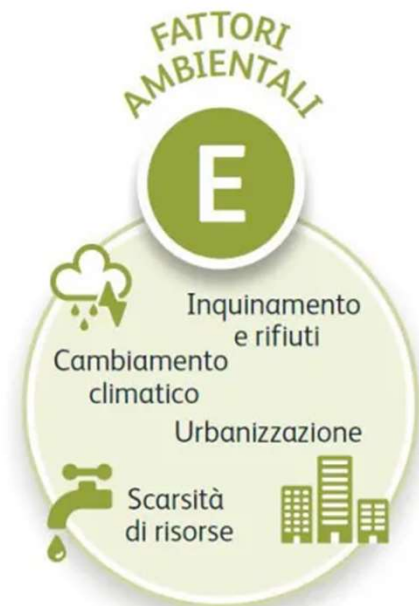 FATTORI
AMBIENTALI
E
Inquinamento
e rifiuti
Cambiamento
climatico
Urbanizzazione
Scarsità
di risorse